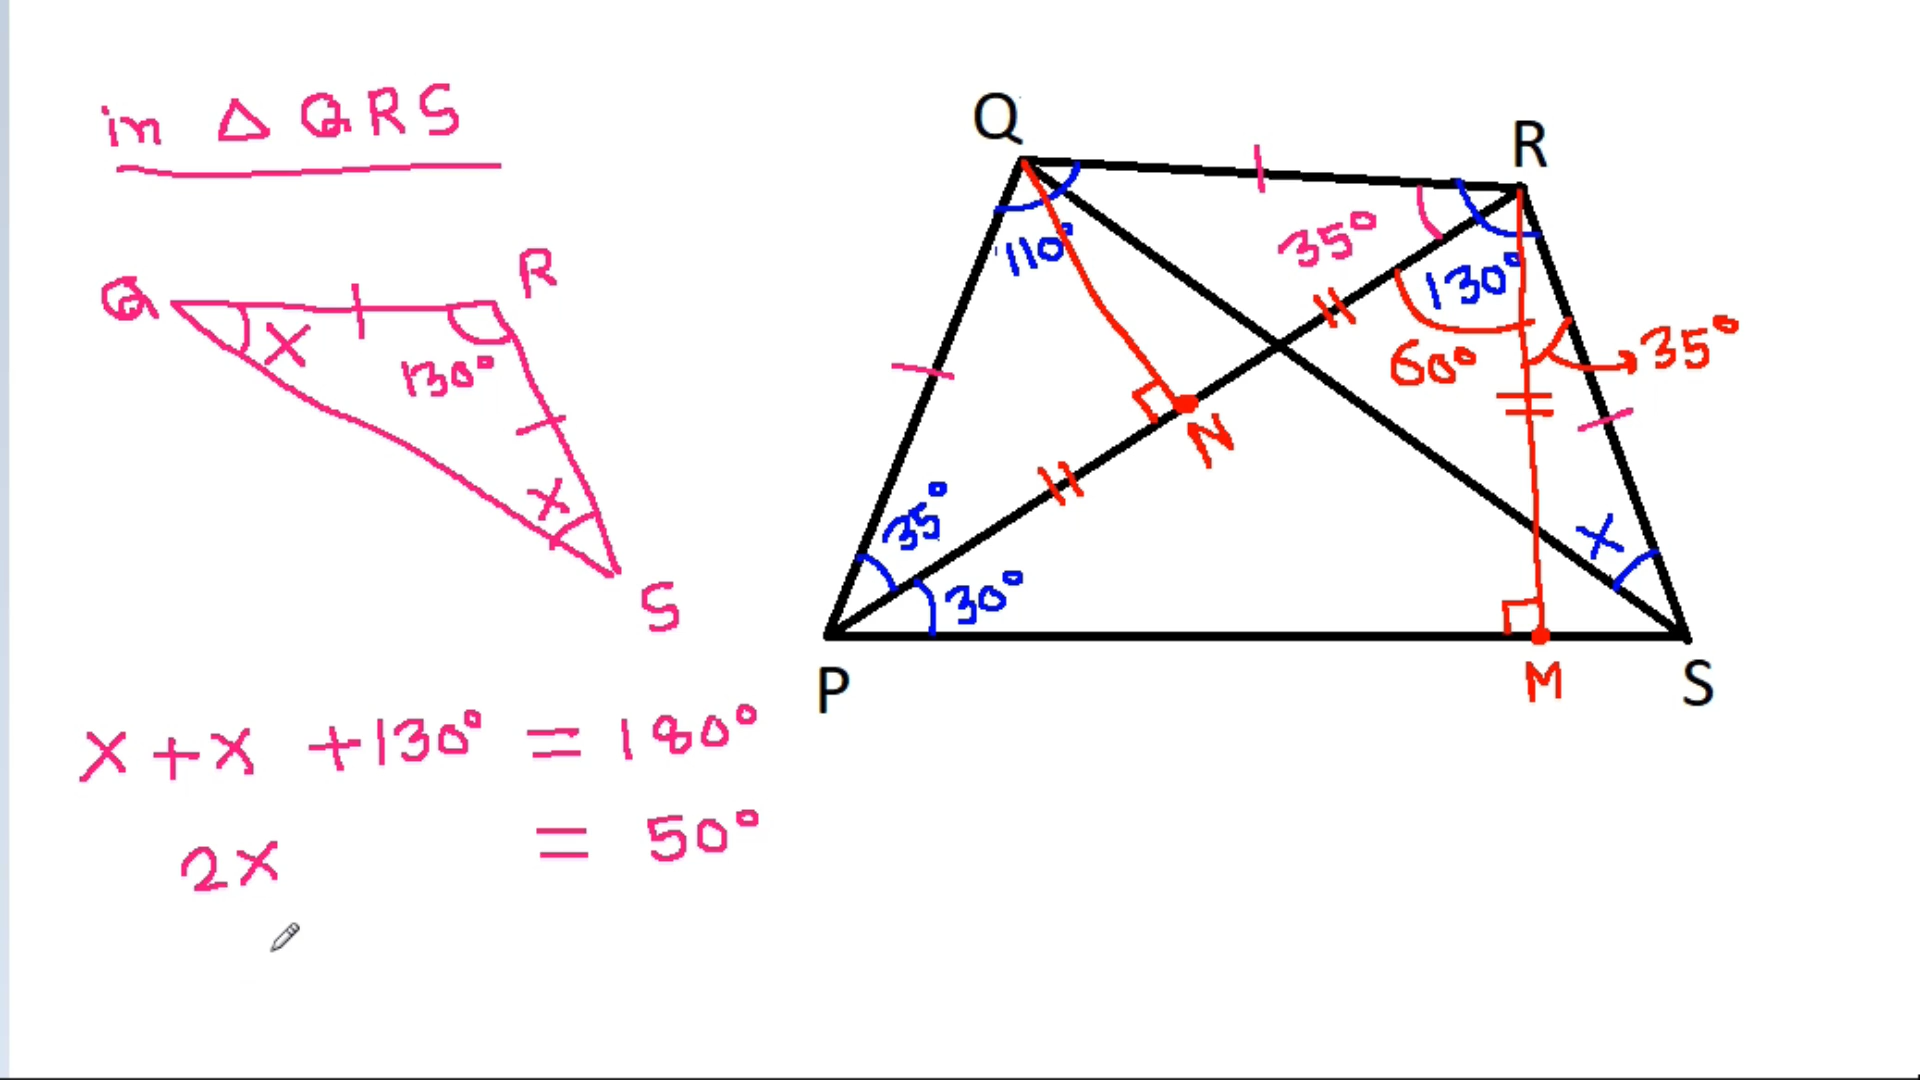 in △ QRS
Q
R
X
130°
X
S
x + x + 130° = 180°
2x = 50°
Q
R
110°
35°
130°
60°
35°
N
35°
30°
X
P
M
S